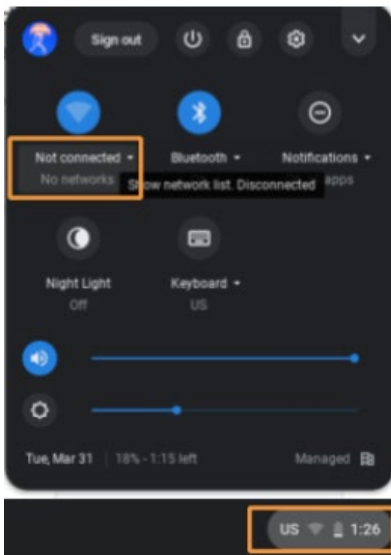 Sign out
Not connected
Bluetooth
Notifications
No networks
Show network list. Disconnected
apps
Night Light
Keyboard
Off
US
Tue, Mar 31
18% - 1:15 left
Managed
US
1:26